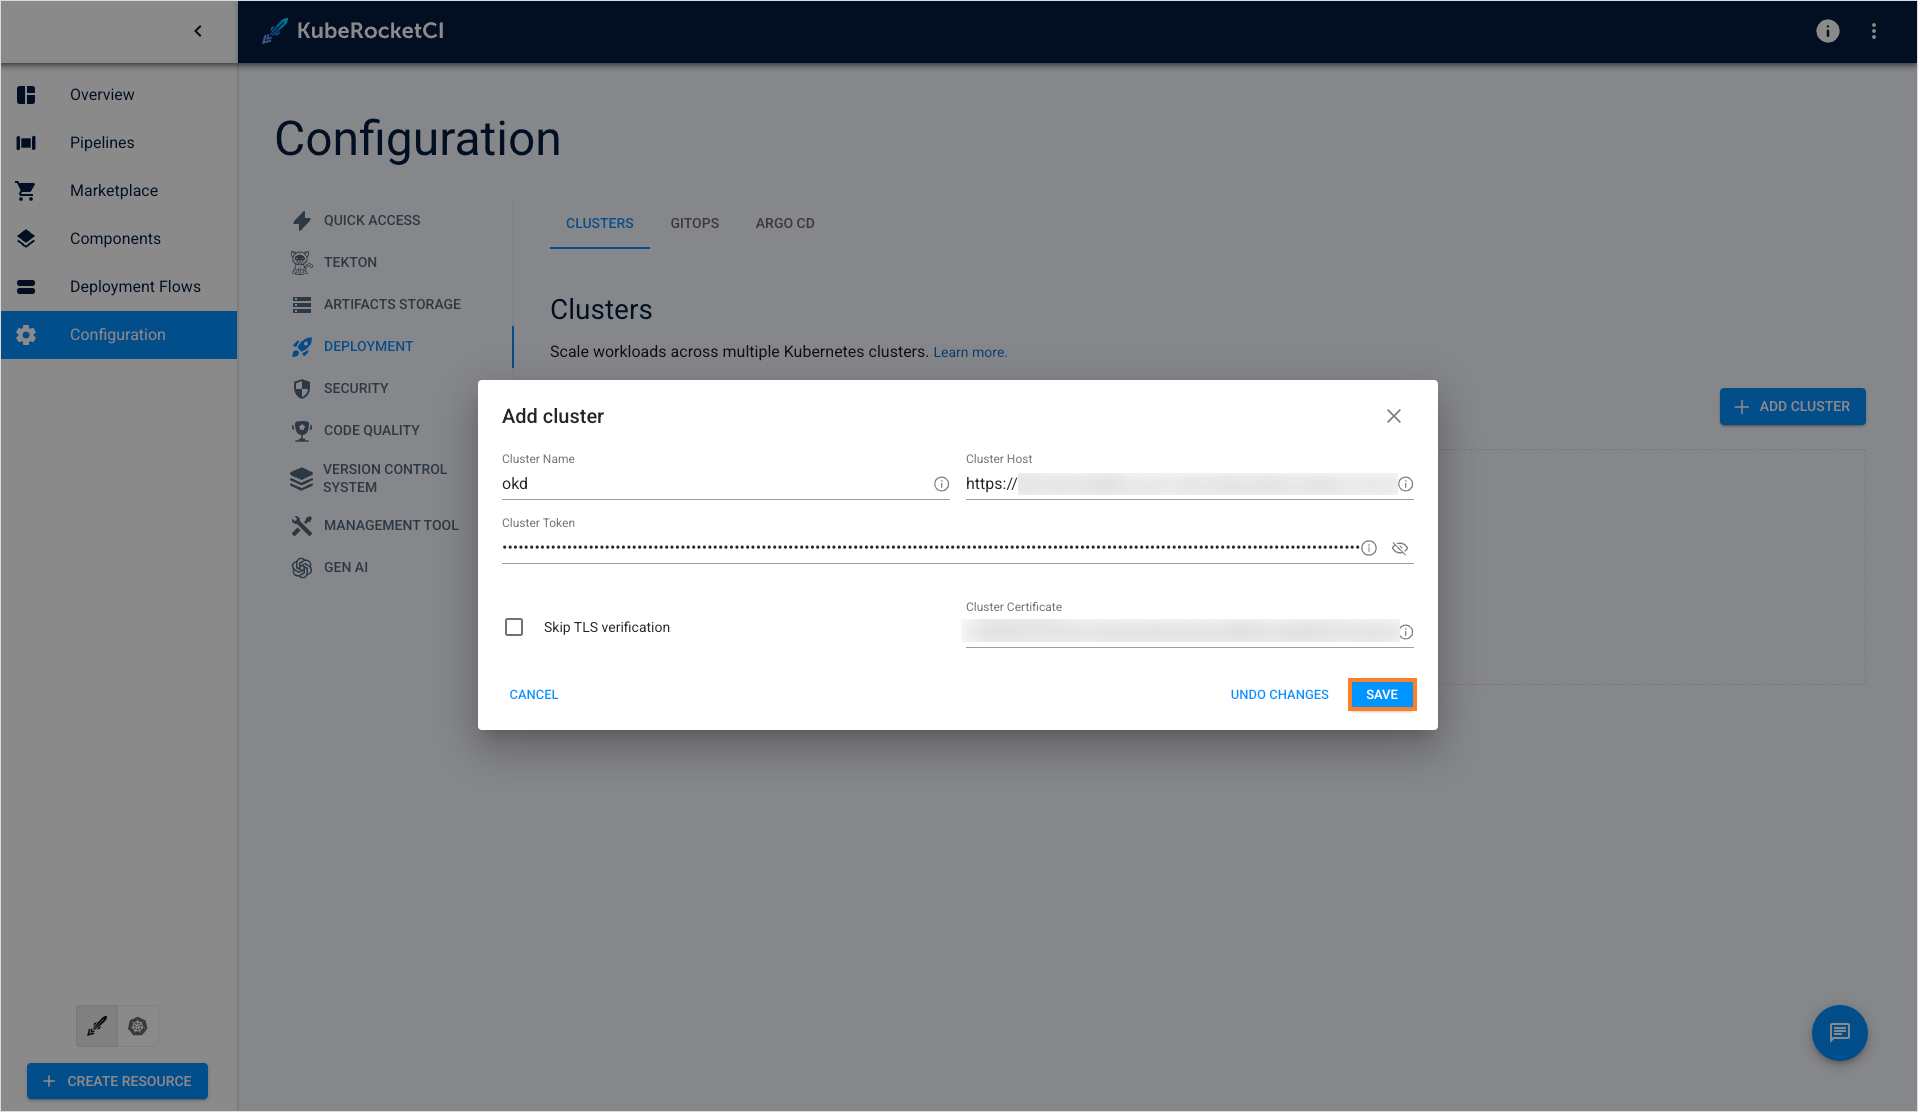 KubeRocketCI
Overview
Pipelines
Marketplace
Components
Deployment Flows
Configuration
CREATE RESOURCE
Configuration
QUICK ACCESS
TEKTON
ARTIFACTS STORAGE
DEPLOYMENT
SECURITY
CODE QUALITY
VERSION CONTROL
SYSTEM
MANAGEMENT TOOL
GEN AI
CLUSTERS
GITOPS
ARGO CD
Clusters
Scale workloads across multiple Kubernetes clusters. Learn more.
ADD CLUSTER
Add cluster
Cluster Name
okd
Cluster Host
https://
Cluster Token
Skip TLS verification
Cluster Certificate
CANCEL
UNDO CHANGES
SAVE